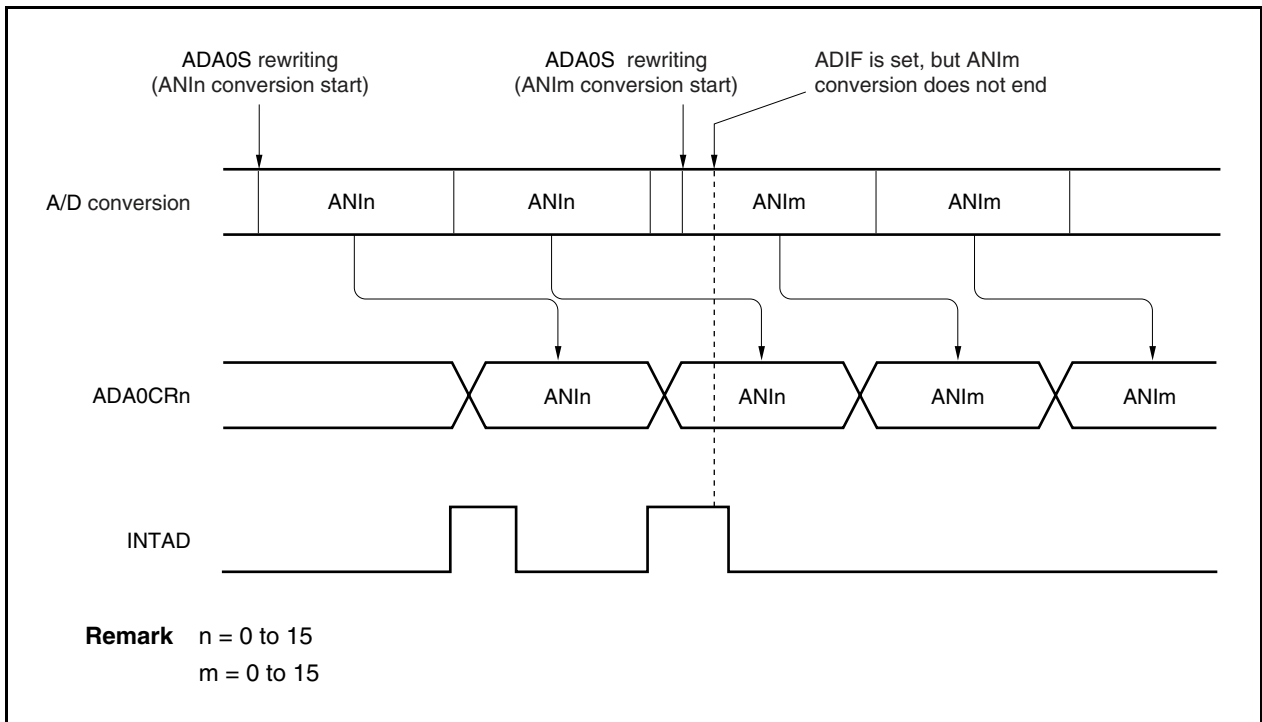 ADA0S rewriting
(ANIn conversion start)
ADA0S rewriting
(ANIm conversion start)
ADIF is set, but ANIm
conversion does not end
A/D conversion
ANIn
ANIn
ANIm
ANIm
ADA0CRn
ANIn
ANIn
ANIm
ANIm
INTAD
Remark n = 0 to 15
m = 0 to 15